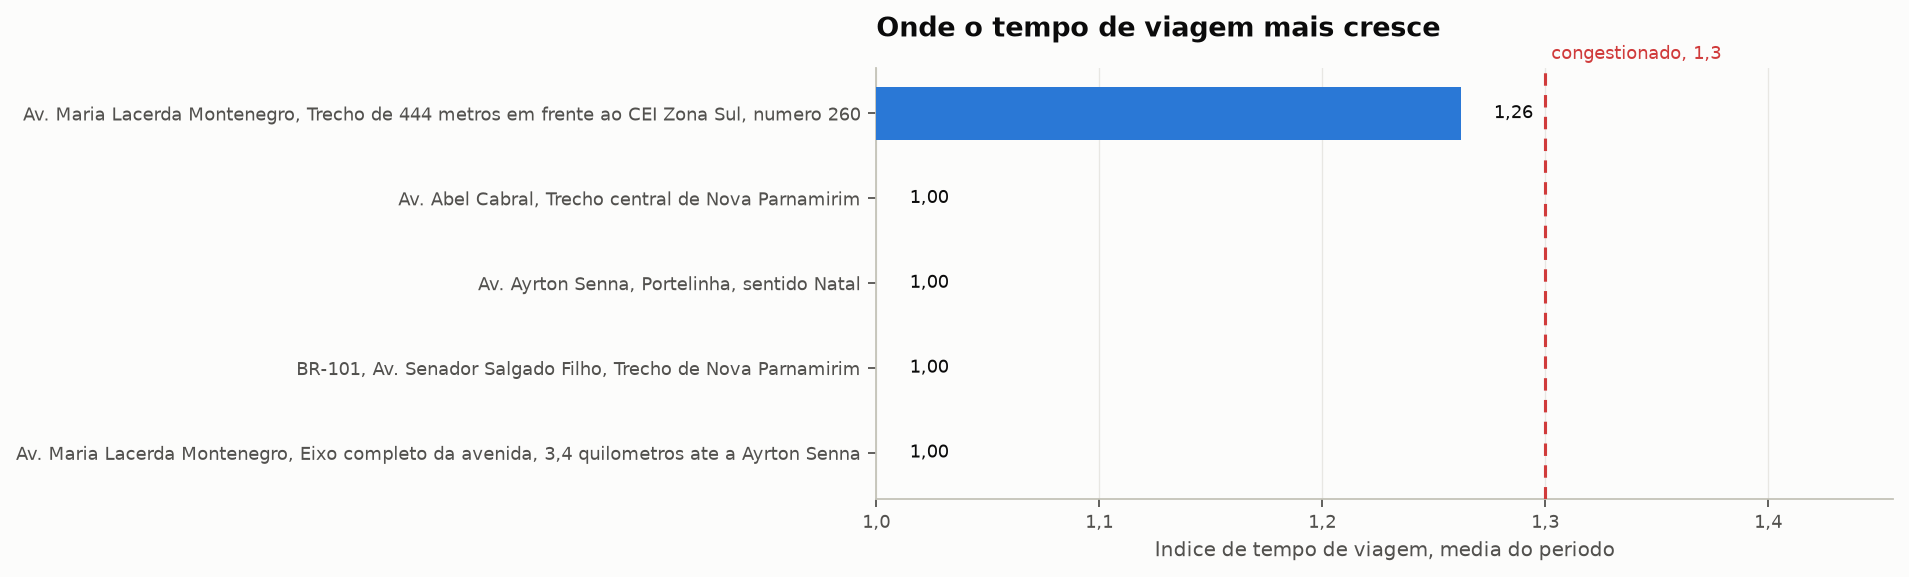 Onde o tempo de viagem mais cresce
congestionado, 1,3
Av. Maria Lacerda Montenegro, Trecho de 444 metros em frente ao CEI Zona Sul, numero 260
1,26
Av. Abel Cabral, Trecho central de Nova Parnamirim
1,00
Av. Ayrton Senna, Portelinha, sentido Natal
1,00
BR-101, Av. Senador Salgado Filho, Trecho de Nova Parnamirim
1,00
Av. Maria Lacerda Montenegro, Eixo completo da avenida, 3,4 quilometros ate a Ayrton Senna
1,00
1,0 1,1 1,2 1,3 1,4
Indice de tempo de viagem, media do periodo